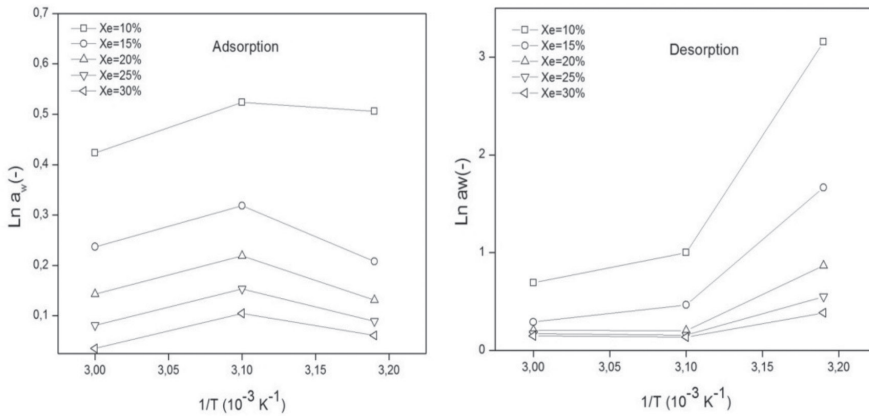 0,7
0,6
0,5
0,4
0,3
0,2
0,1
Ln a_w(-)
Xe=10%
Xe=15%
Xe=20%
Xe=25%
Xe=30%
Adsorption
3,00 3,05 3,10 3,15 3,20
1/T (10⁻³ K⁻¹)
3
2
1
0
Ln aw(-)
Xe=10%
Xe=15%
Xe=20%
Xe=25%
Xe=30%
Desorption
3,00 3,05 3,10 3,15 3,20
1/T (10⁻³ K⁻¹)